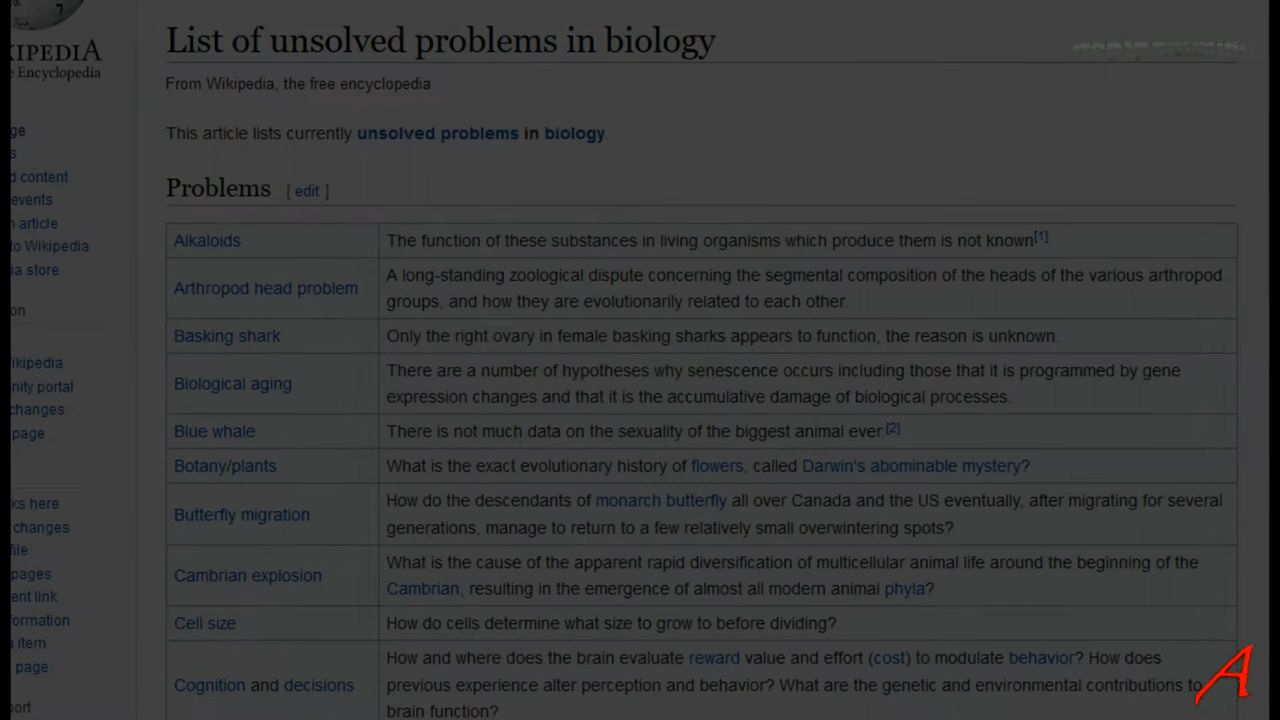 List of unsolved problems in biology
IPEDIA
Encyclopedia
From Wikipedia, the free encyclopedia
This article lists currently unsolved problems in biology.
Problems [ edit ]
Alkaloids The function of these substances in living organisms which produce them is not known[1]
Arthropod head problem A long-standing zoological dispute concerning the segmental composition of the heads of the various arthropod
groups, and how they are evolutionarily related to each other.
Basking shark Only the right ovary in female basking sharks appears to function, the reason is unknown.
Biological aging There are a number of hypotheses why senescence occurs including those that it is programmed by gene
expression changes and that it is the accumulative damage of biological processes.
Blue whale There is not much data on the sexuality of the biggest animal ever.[2]
Botany/plants What is the exact evolutionary history of flowers, called Darwin's abominable mystery?
Butterfly migration How do the descendants of monarch butterfly all over Canada and the US eventually, after migrating for several
generations, manage to return to a few relatively small overwintering spots?
Cambrian explosion What is the cause of the apparent rapid diversification of multicellular animal life around the beginning of the
Cambrian, resulting in the emergence of almost all modern animal phyla?
Cell size How do cells determine what size to grow to before dividing?
Cognition and decisions How and where does the brain evaluate reward value and effort (cost) to modulate behavior? How does
previous experience alter perception and behavior? What are the genetic and environmental contributions to
brain function?
ge
s
d content
events
n article
to Wikipedia
ia store
on
ikipedia
nity portal
changes
page
ks here
changes
file
pages
ent link
formation
a item
page
port
A